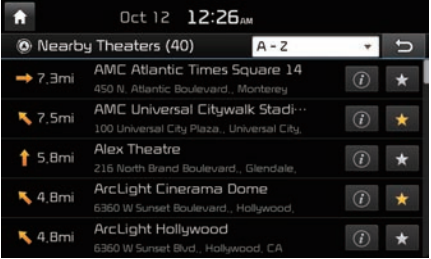 Oct 12 12:26AM
Nearby Theaters (40) A - Z
7.3mi AMC Atlantic Times Square 14
450 N. Atlantic Boulevard., Monterey
7.5mi AMC Universal Citywalk Stadi···
100 Universal City Plaza., Universal City,
5.8mi Alex Theatre
216 North Brand Boulevard., Glendale,
4.8mi ArcLight Cinerama Dome
6360 W Sunset Boulevard., Hollywood,
4.8mi ArcLight Hollywood
6360 W Sunset Blvd., Hollywood, CA